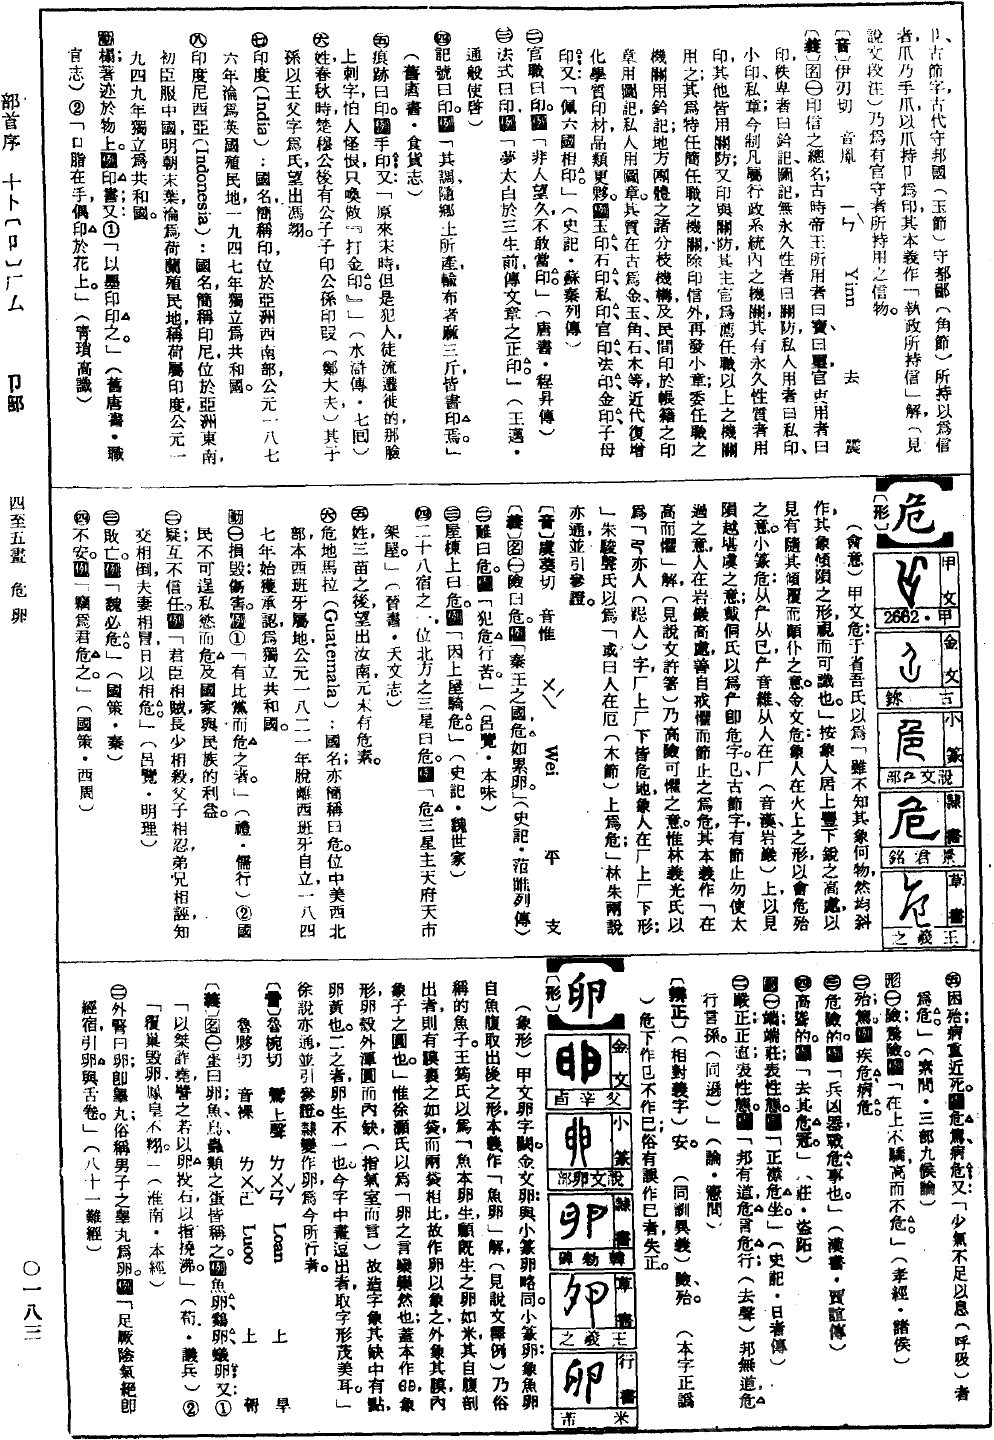 卩、古節字古代守邦國（玉節）守都鄙（角節）所持以為信
者爪乃手爪以爪持卩為印其本義作「執政所持信」解（見
說文段注）乃為有官守者所持用之信物。
〔音〕伊刃切　音胤　ㄧㄣˋ　Yinn　去　震
〔義〕名㊀印信之總名古時帝王所用者曰寶曰璽官吏用者曰
印，秩卑者曰鈐記圖記無永久性者曰關防私人用者曰私印、
小印、私章；今制凡屬行政系統內之機關其有永久性質者用
印其他皆用關防；又印與關防，其主官為薦任職以上之機關
用之；其為特任簡任職之機關，除印信外再發小章；委任職之
機關用鈐記；地方團體之諸分枝機構及民間印於帳籍之印
章用圖記私人用圖章。其質在古為金、玉、角、石、木等，近代復增
化學質印材，品類更夥。例玉印石印、私印官印、法印、金印子母
印又「佩六國相印」（史記・蘇秦列傳）
㊁官職曰印。例「非人望久不敢當印。」（唐書・程昇傳）
㊂法式曰印。例「夢太白於三生前，傳文章之正印」（王邁・
通般使啓）
㊃記號曰印。例「其調隨鄉土所產，輸布者麻三斤，皆書印焉。」
（舊唐書・食貨志）
㊄痕跡曰印。例手印又「原來宋時，但是犯人，徒流遷徙的，都臉
上刺字，怕人怪恨，只喚做『打金印』」（水滸傳・七回）
㊅姓，春秋時楚穆公後有公子子印公孫印段（鄭大夫）其子
孫以王父字為氏，望出馮翊。
㊆印度（India）：國名，簡稱印，位於亞洲西南部，公元一八七
六年淪為英國殖民地，一九四七年獨立為共和國。
㊇印度尼西亞（Indonesia）：國名，簡稱印尼，位於亞洲東南，
初臣服中國，明朝末葉淪為荷蘭殖民地，稱荷屬印度，公元一
九四九年獨立為共和國。
動搨著迹於物上。例印書；又①「以墨印印之。」（舊唐書・職
官志）②「口脂在手，偶印於花上。」（青瑣高議）
【危】
〔形〕
甲文　甲・2662
金文　古鉨
小篆　說文危部
隸書　景君銘
草書　王羲之
（會意）甲文危于省吾氏以為「雖不知其象何物，然均斜
作其象傾隕之形，視而可識也。」按象人居上豐下銳之高處，以
見有隨其傾覆而顛仆之意。金文危象人在火上之形，以會危殆
之意。小篆危从厃从㔾，厃音維，从人在厂（音漢，岩巖）上，以見
隕越堪虞之意，戴侗氏以為厃即危字。㔾古節字，有節止勿使太
過之意，人在岩巖高處，善自戒懼而節止之為危，其本義作「在
高而懼」解（見說文許箸）乃高險可懼之意。惟林義光氏以
為「亦人（跽人）字，厂上厂下皆危地，象人在厂上厂下形；
」朱駿聲氏以為「或曰人在厄（木節）上為危」林朱兩說
亦通，並引參證。
〔音〕虞葵切　音惟　ㄨㄟˊ　Wei　平　支
〔義〕名㊀險曰危。例「秦王之國，危如累卵。」（史記・范雎列傳）
㊁難曰危。例「犯危行苦。」（呂覽・本味）
㊂屋棟上曰危。例「因上屋騎危。」（史記・魏世家）
㊃二十八宿之一，位北方之三星曰危。例「危三星主天府天市
架屋。」（晉書・天文志）
㊄姓，三苗之後，望出汝南，元末有危素。
㊅危地馬拉（Guatemala）：國名，亦簡稱曰危，位中美西北
部，本西班牙屬地，公元一八二一年脫離西班牙自立，一八四
七年始獲承認為獨立共和國。
動㊀損毀；傷害。例①「有比黨而危之者。」（禮・儒行）②國
民不可逞私慾而危及國家與民族的利益。
㊁疑；互不信任。例「君臣相賊，長少相殺，父子相忍，弟兄相誣，知
交相倒，夫妻相冒，日以相危。」（呂覽・明理）
㊂敗亡。例「魏必危。」（國策・秦）
㊃不安。例「竊為君危之。」（國策・西周）
㊄困殆；病重近死。例危篤、病危；又「少氣不足以息（呼吸）者
為危。」（素問・三部九候論）
形㊀險；驚險。例「在上不驕，高而不危。」（孝經・諸侯）
㊁殆；篤。例疾危、病危。
㊂危險的。例「兵凶器，戰危事也。」（漢書・賈誼傳）
㊃高聳的。例「去其危冠。」（莊・盜跖）
副㊀端端莊莊，表性態。例「正襟危坐。」（史記・日者傳）
㊁嚴正；正直，表性態。例「邦有道，危言危行；（去聲）邦無道，危
行言孫（同遜）。」（論・憲問）
〔辨正〕（相對義字）安。（同訓異義）險、殆。（本字正譌
）危下作㔾不作巳，俗有誤作巳者失正。
【卵】
〔形〕
金文　父辛卣
小篆　說文卵部
隸書　韓勑碑
草書　王羲之
行書　米芾
（象形）甲文卵字闕。金文卵：與小篆卵略同。小篆卵：象魚卵
自魚腹取出後之形，本義作「魚卵」解（見說文釋例）乃俗
稱的魚子。王筠氏以為「魚本卵生，顧既生之卵如米，其自腹剖
出者，則有膜裹之如袋，而兩袋相比，故作卵以象之，外象其膜，內
象子之圓也。」惟徐灝氏以為「卵之言孌孌然也；蓋本作卵象
形，卵殼外渾圓而內缺（指氣室而言）故造字象其缺，中有點，
卵黃也。二之者，卵生不一也，今字中畫逗出者，取字形茂美耳。」
徐說亦通，並引參證。隸變作卵，為今所行者。
〔音〕魯椀切　鸞上聲　ㄌㄨㄢˇ　Loan　上　旱
魯夥切　音裸　ㄌㄨㄛˇ　Luoo　上　哿
〔義〕名㊀蛋曰卵，魚鳥蟲類之蛋皆稱之。例魚卵、雞卵、蟻卵；又①
「以桀詐堯，譬之若以卵投石，以指撓沸。」（荀・議兵）②
「覆巢毀卵，鳳皇不翔。」（淮南・本經）
㊁外腎曰卵，即睾丸，俗稱男子之睾丸為卵。例「足厥陰氣絕，即
經宿引卵與舌卷。」（八十一難經）
部首序　十卜〔卩〕厂厶　卩部　四至五畫　危卵　〇一八三